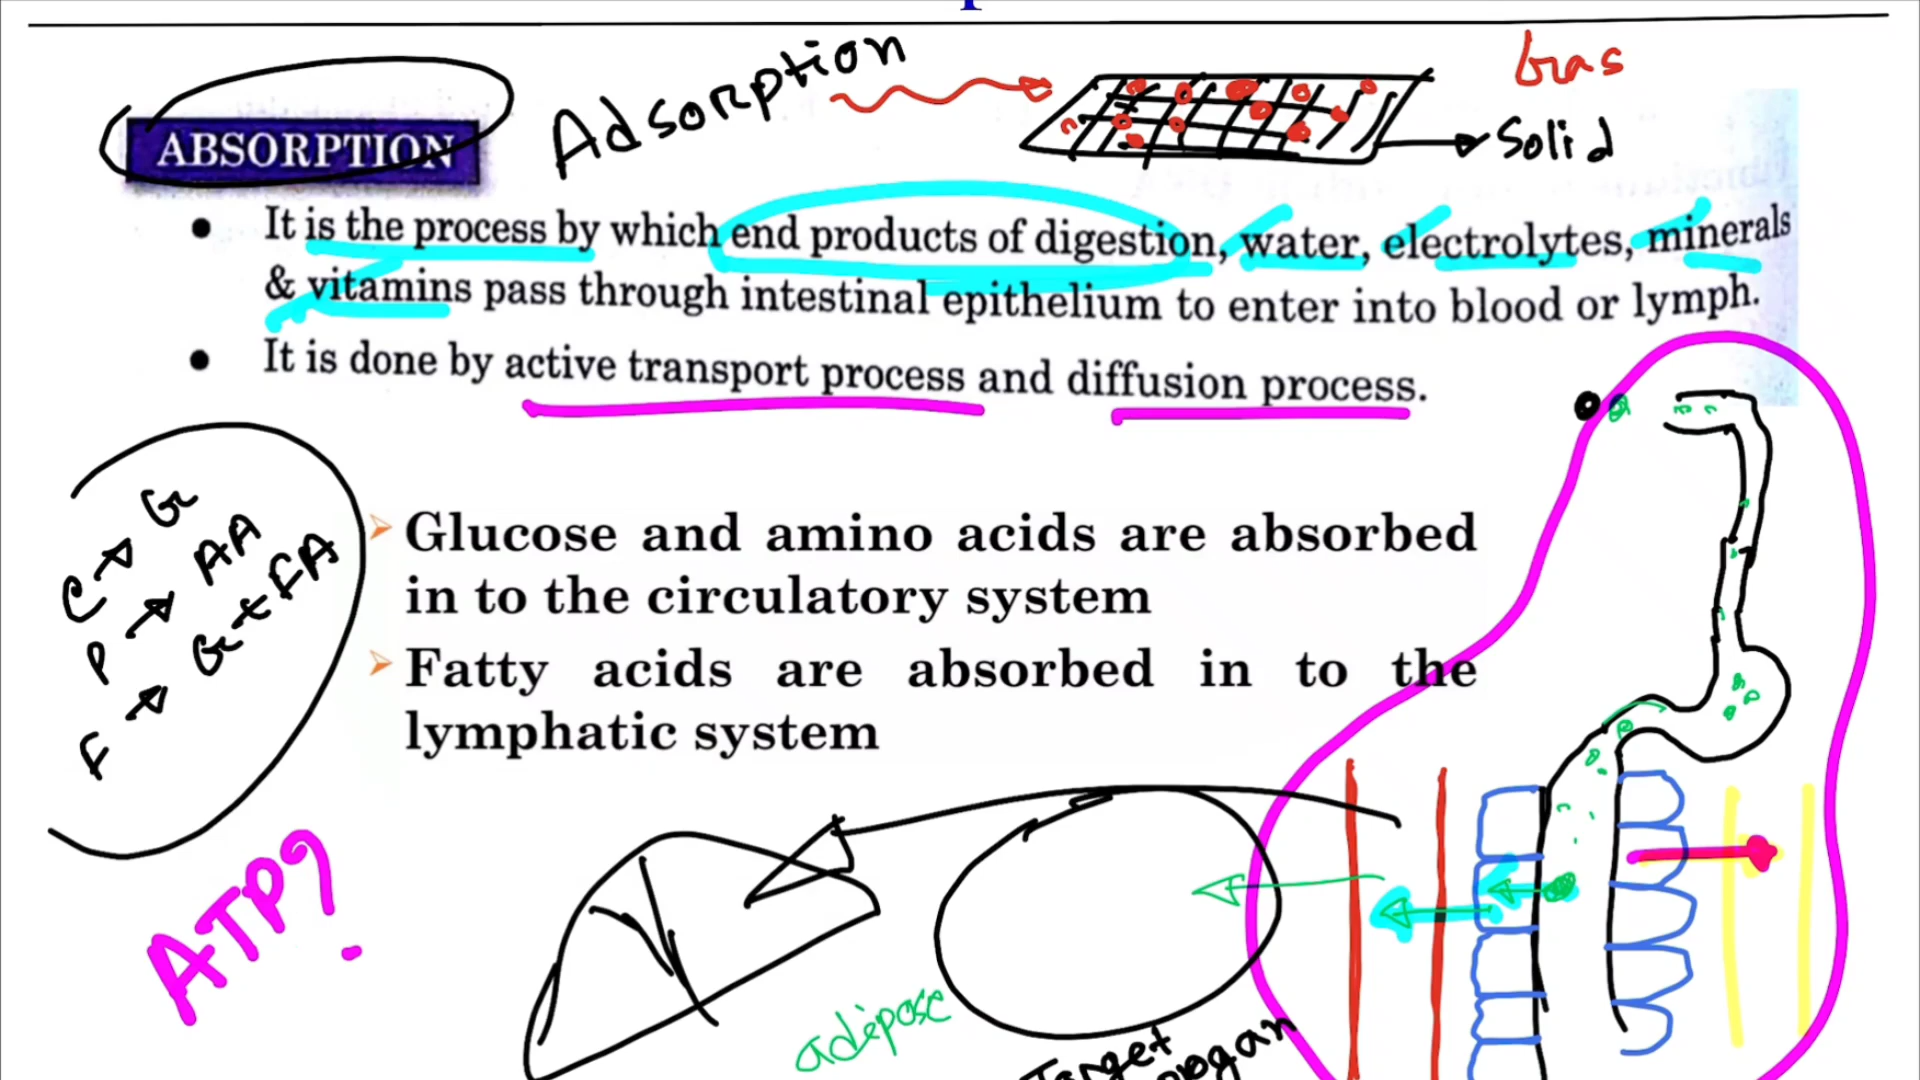 Adsorption
Gas
Solid
ABSORPTION
• It is the process by which end products of digestion, water, electrolytes, minerals
& vitamins pass through intestinal epithelium to enter into blood or lymph.
• It is done by active transport process and diffusion process.
C → G
P → AA
F → G + FA
Glucose and amino acids are absorbed
in to the circulatory system
Fatty acids are absorbed in to the
lymphatic system
ATP?
adipose
Target
organ